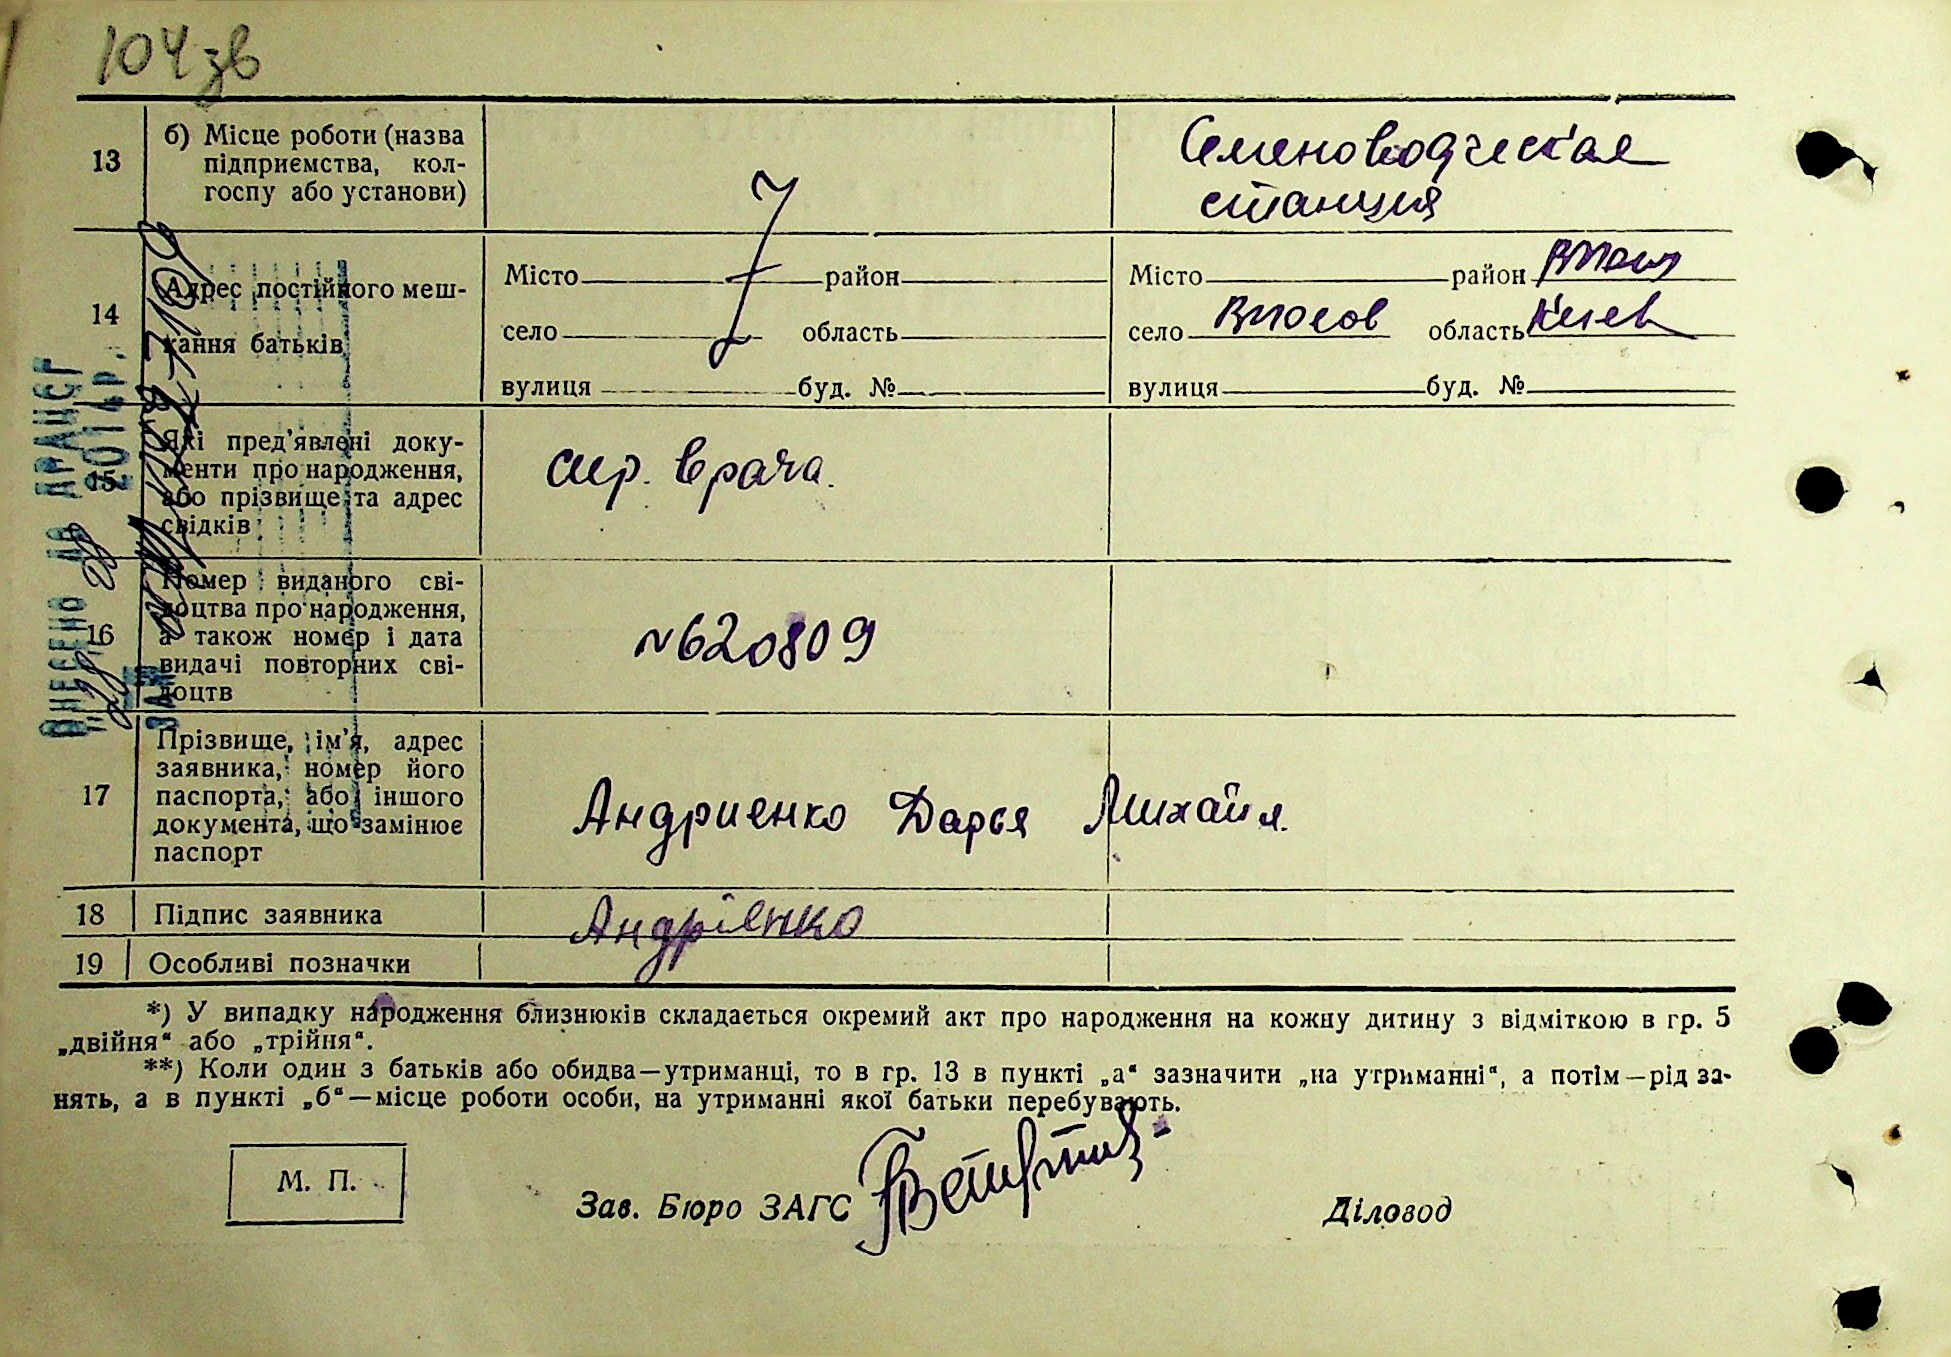 104 зв
13 б) Місце роботи (назва
підприємства, кол-
госпу або установи)
Семеноводческая
станция
14 Адрес постійного меш-
кання батьків
Місто район
село область
вулиця буд. №
Місто район
село область Киев
вулиця буд. №
15 Які пред'явлені доку-
менти про народження,
або прізвище та адрес
свідків
спр. врача.
16 Номер виданого сві-
доцтва про народження,
а також номер і дата
видачі повторних сві-
доцтв
№620809
17 Прізвище, ім'я, адрес
заявника, номер його
паспорта, або іншого
документа, що замінює
паспорт
Андриенко Дарья Михайл.
18 Підпис заявника
Андрієнко
19 Особливі позначки
*) У випадку народження близнюків складається окремий акт про народження на кожну дитину з відміткою в гр. 5
„двійня“ або „трійня“.
**) Коли один з батьків або обидва—утриманці, то в гр. 13 в пункті „а“ зазначити „на утриманні“, а потім—рід за-
нять, а в пункті „б“—місце роботи особи, на утриманні якої батьки перебувають.
М. П.
Зав. Бюро ЗАГС
Діловод
ВНЕСЕНО ДО ДРАЦСГ
28 2014р.